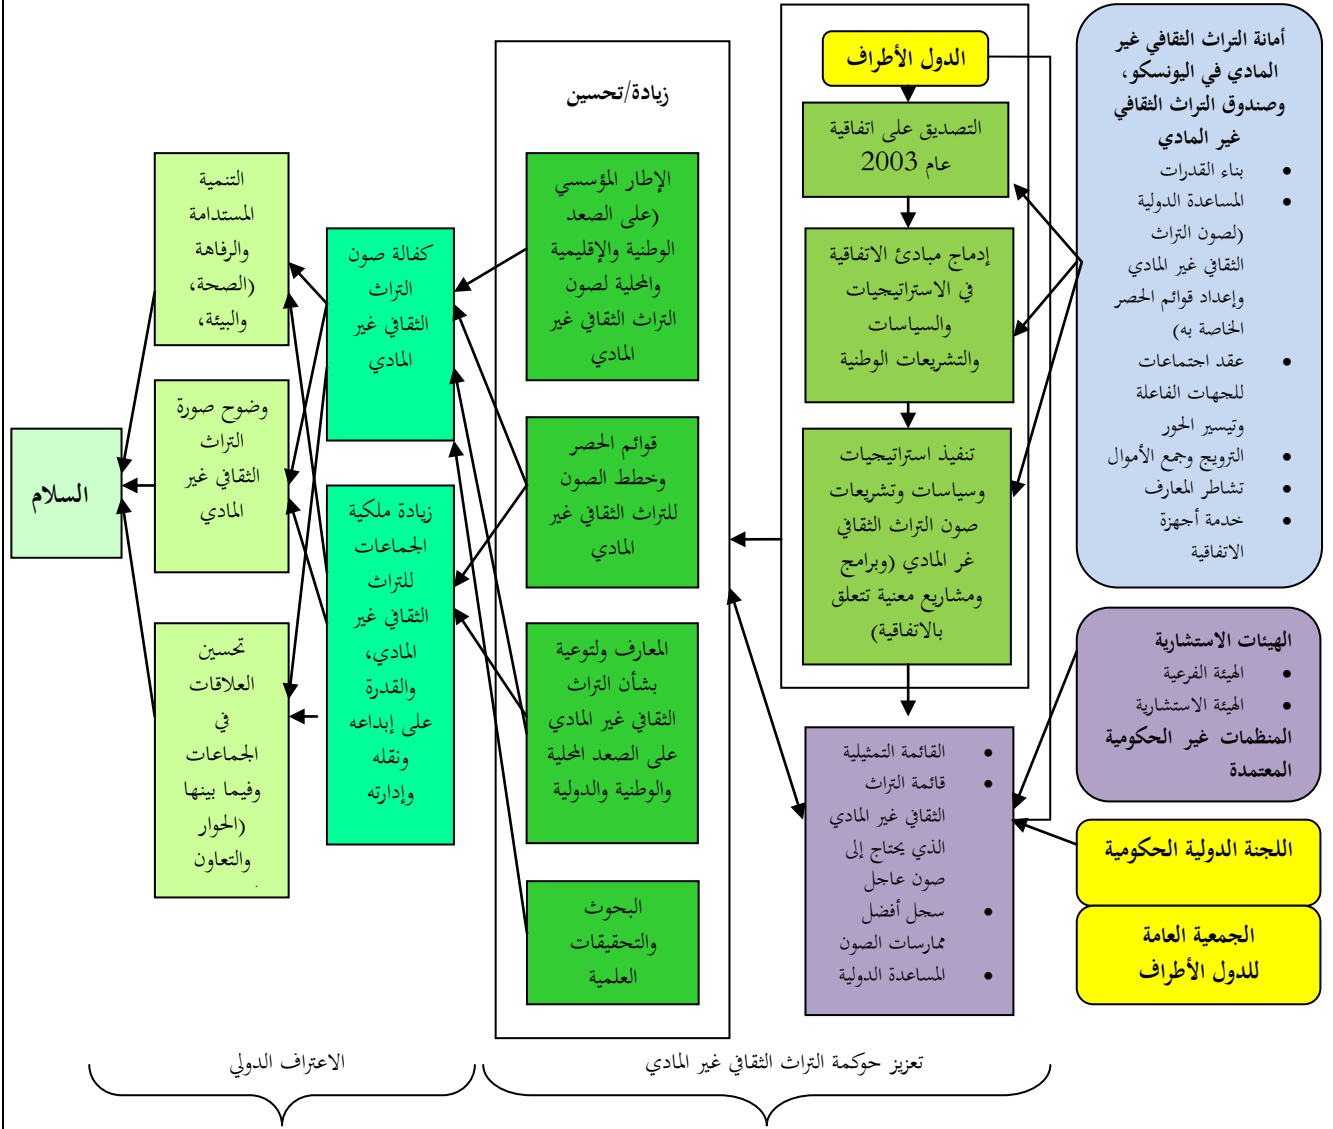 أمانة التراث الثقافي غير
المادي في اليونسكو،
وصندوق التراث الثقافي
غير المادي
• بناء القدرات
• المساعدة الدولية
(لصون التراث
الثقافي غير المادي
وإعداد قوائم الحصر
الخاصة به)
• عقد اجتماعات
للجهات الفاعلة
وتيسير الحور
• الترويج وجمع الأموال
• تشاطر المعارف
• خدمة أجهزة
الاتفاقية
الهيئات الاستشارية
• الهيئة الفرعية
• الهيئة الاستشارية
المنظمات غير الحكومية
المعتمدة
اللجنة الدولية الحكومية
الجمعية العامة
للدول الأطراف
الدول الأطراف
التصديق على اتفاقية
عام 2003
إدماج مبادئ الاتفاقية
في الاستراتيجيات
والسياسات
والتشريعات الوطنية
تنفيذ استراتيجيات
وسياسات وتشريعات
صون التراث الثقافي
غر المادي (وبرامج
ومشاريع معنية تتعلق
بالاتفاقية)
• القائمة التمثيلية
• قائمة التراث
الثقافي غير المادي
الذي يحتاج إلى
صون عاجل
• سجل أفضل
ممارسات الصون
• المساعدة الدولية
زيادة/تحسين
الإطار المؤسسي
(على الصعد
الوطنية والإقليمية
والمحلية لصون
التراث الثقافي غير
المادي
قوائم الحصر
وخطط الصون
للتراث الثقافي غير
المادي
المعارف ولتوعية
بشأن التراث
الثقافي غير المادي
على الصعد المحلية
والوطنية والدولية
البحوث
والتحقيقات
العلمية
كفالة صون
التراث
الثقافي غير
المادي
زيادة ملكية
الجماعات
للتراث
الثقافي غير
المادي،
والقدرة
على إبداعه
ونقله
وإدارته
التنمية
المستدامة
والرفاهة
(الصحة،
والبيئة،
وضوح صورة
التراث
الثقافي غير
المادي
تحسين
العلاقات
في
الجماعات
وفيما بينها
(الحوار
والتعاون
السلام
تعزيز حوكمة التراث الثقافي غير المادي
الاعتراف الدولي